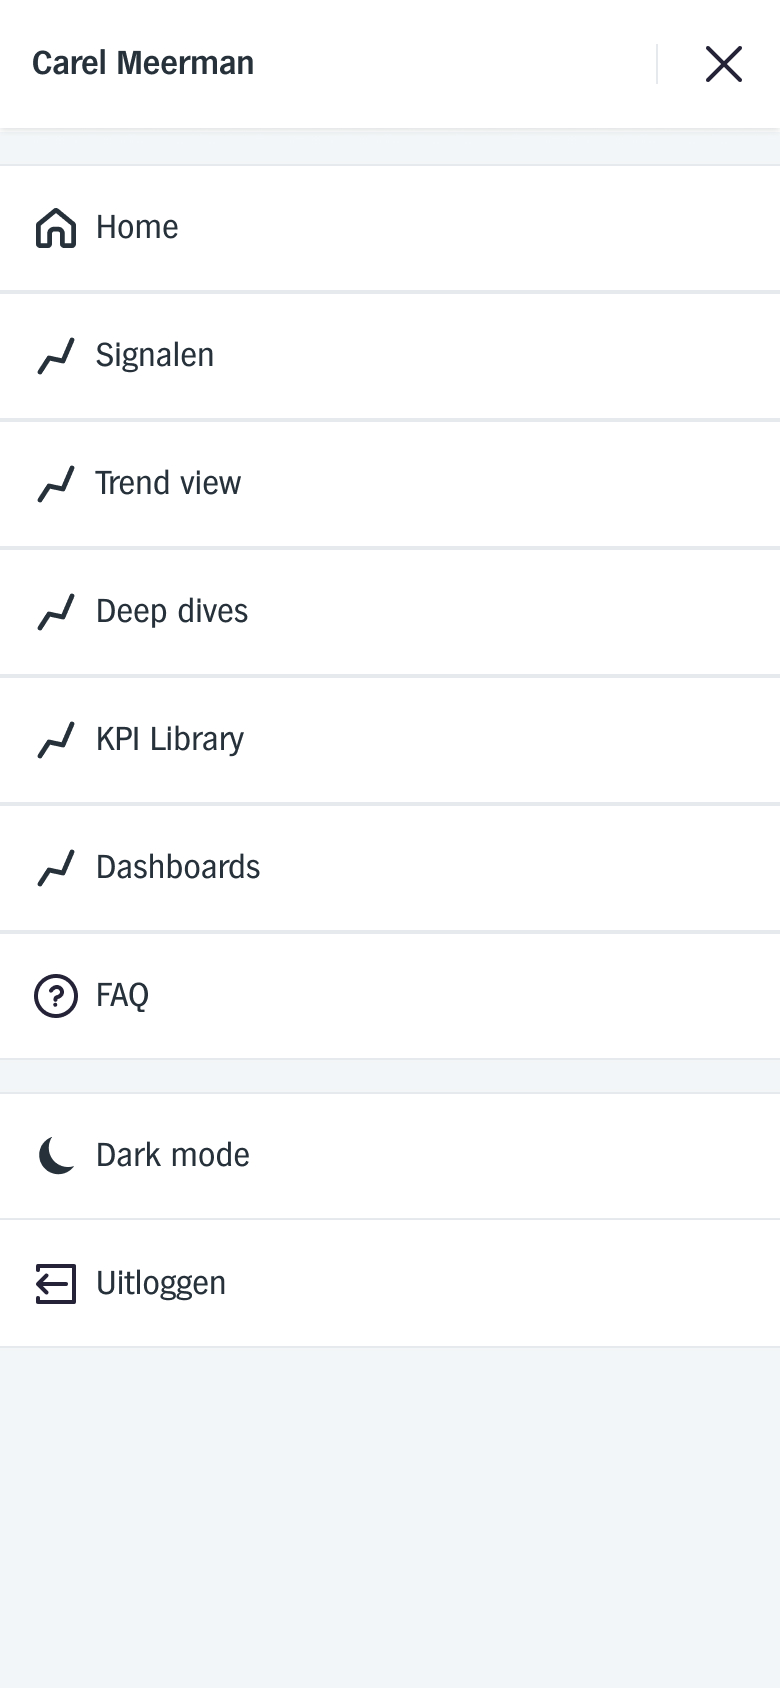 Carel Meerman
Home
Signalen
Trend view
Deep dives
KPI Library
Dashboards
FAQ
Dark mode
Uitloggen